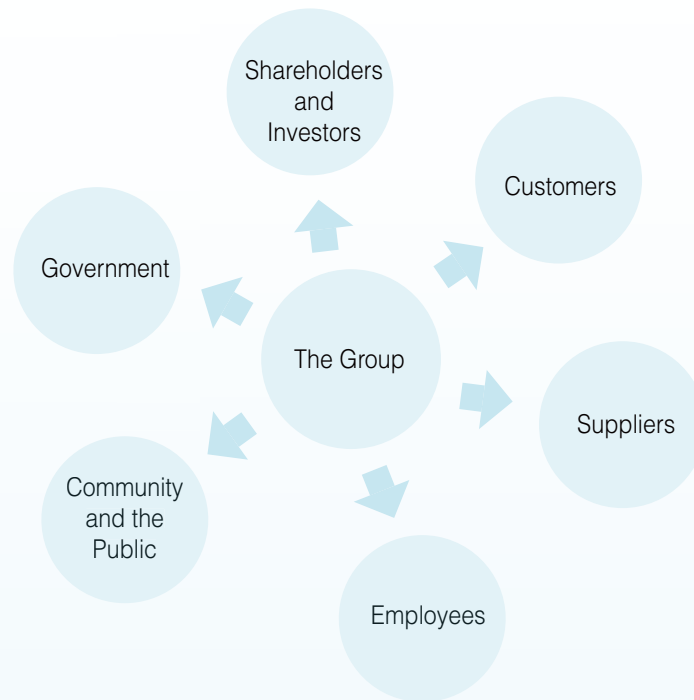 Shareholders
and
Investors
Customers
Government
The Group
Suppliers
Community
and the
Public
Employees